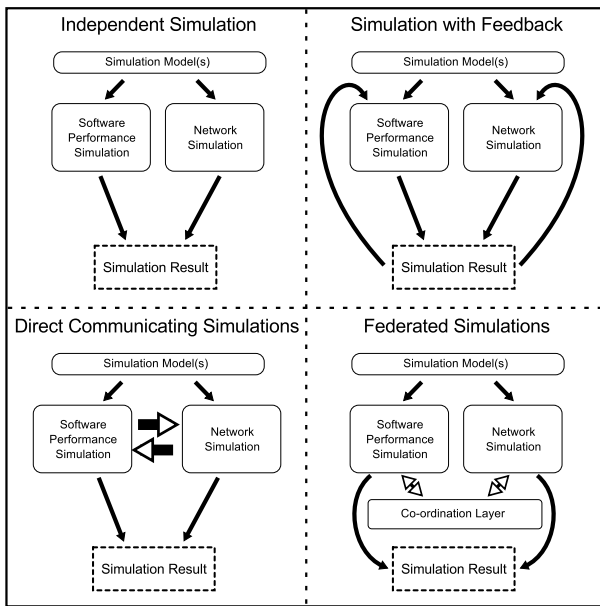 Independent Simulation
Simulation Model(s)
Software
Performance
Simulation
Network
Simulation
Simulation Result
Simulation with Feedback
Simulation Model(s)
Software
Performance
Simulation
Network
Simulation
Simulation Result
Direct Communicating Simulations
Simulation Model(s)
Software
Performance
Simulation
Network
Simulation
Simulation Result
Federated Simulations
Simulation Model(s)
Software
Performance
Simulation
Network
Simulation
Co-ordination Layer
Simulation Result